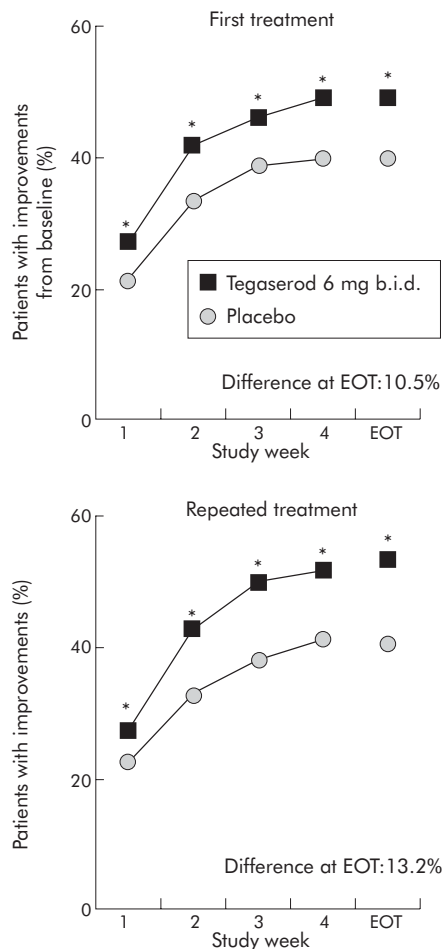 First treatment
60
40
20
0
Patients with improvements
from baseline (%)
* * * * *
Tegaserod 6 mg b.i.d.
Placebo
Difference at EOT:10.5%
1 2 3 4 EOT
Study week
Repeated treatment
60
40
20
0
Patients with improvements (%)
* * * * *
Difference at EOT:13.2%
1 2 3 4 EOT
Study week